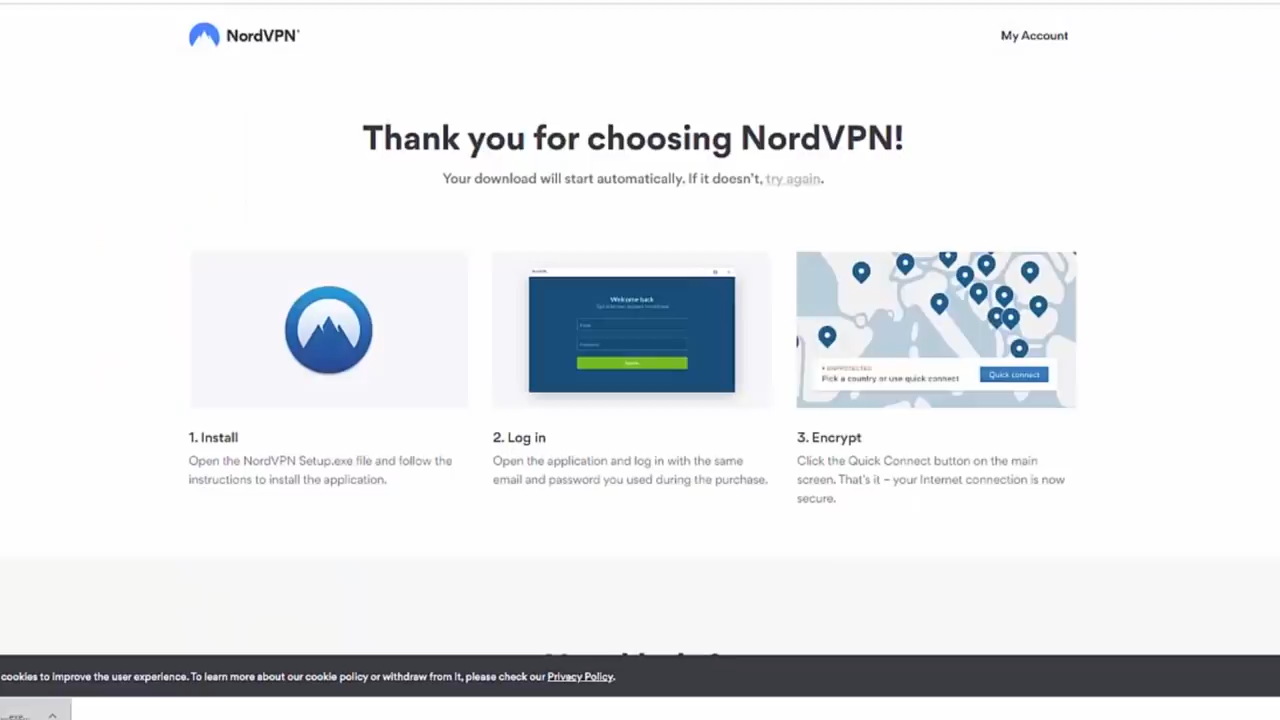 NordVPN®
My Account
Thank you for choosing NordVPN!
Your download will start automatically. If it doesn't, try again.
Welcome back
UNPROTECTED
Pick a country or use quick connect
Quick connect
1. Install
2. Log in
3. Encrypt
Open the NordVPN Setup.exe file and follow the
instructions to install the application.
Open the application and log in with the same
email and password you used during the purchase.
Click the Quick Connect button on the main
screen. That's it – your Internet connection is now
secure.
cookies to improve the user experience. To learn more about our cookie policy or withdraw from it, please check our Privacy Policy.